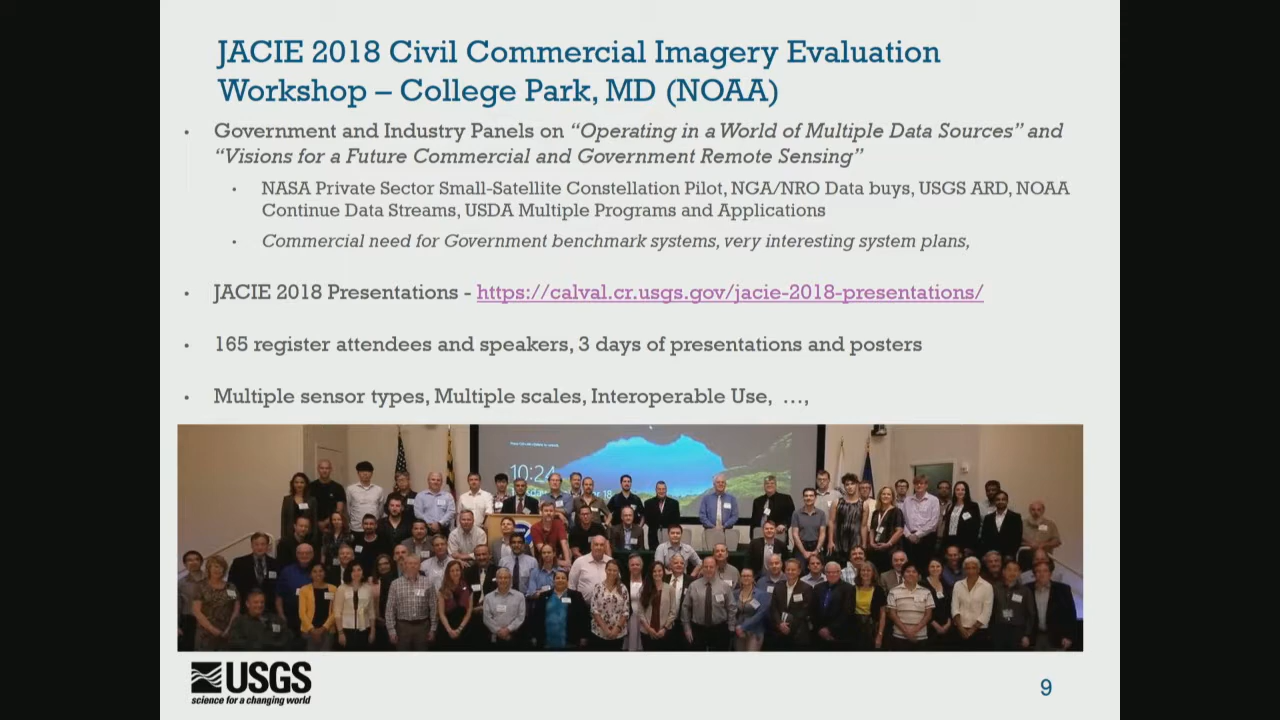 JACIE 2018 Civil Commercial Imagery Evaluation
Workshop – College Park, MD (NOAA)
• Government and Industry Panels on “Operating in a World of Multiple Data Sources” and
“Visions for a Future Commercial and Government Remote Sensing”
• NASA Private Sector Small-Satellite Constellation Pilot, NGA/NRO Data buys, USGS ARD, NOAA
Continue Data Streams, USDA Multiple Programs and Applications
• Commercial need for Government benchmark systems, very interesting system plans,
• JACIE 2018 Presentations - https://calval.cr.usgs.gov/jacie-2018-presentations/
• 165 register attendees and speakers, 3 days of presentations and posters
• Multiple sensor types, Multiple scales, Interoperable Use, …,
10:24
USGS
science for a changing world
9